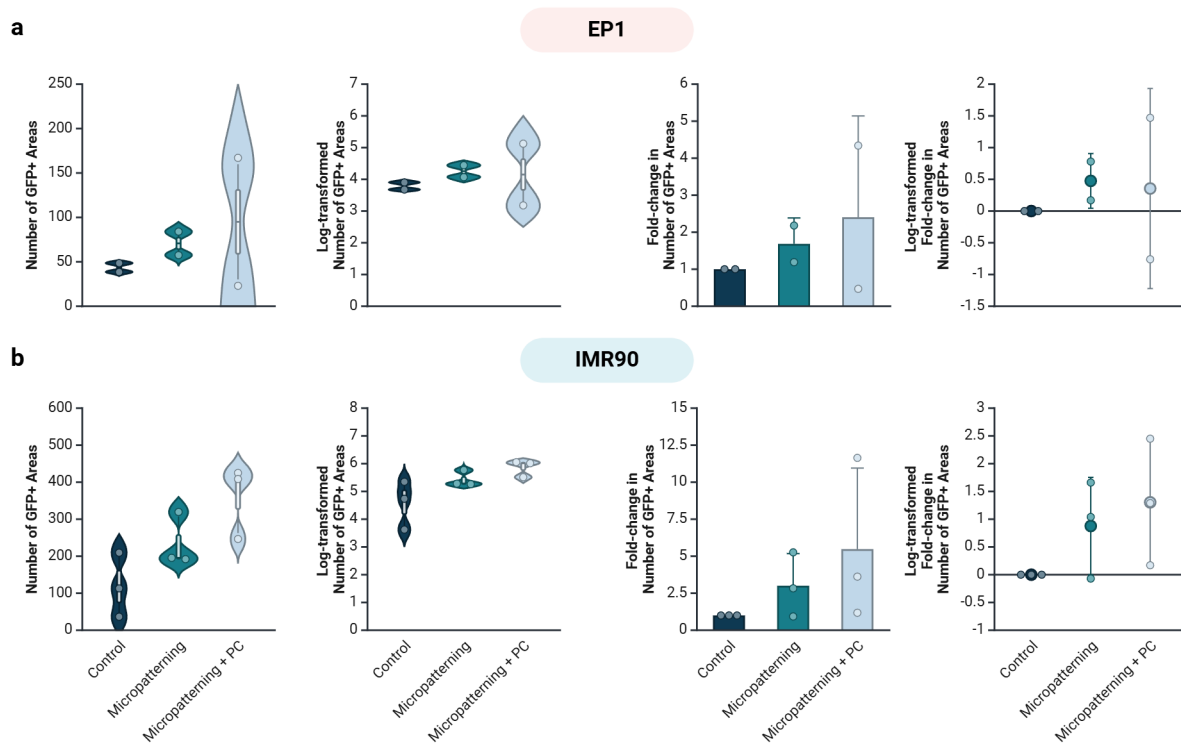 a
EP1
Number of GFP+ Areas
250
200
150
100
50
0
Log-transformed
Number of GFP+ Areas
7
6
5
4
3
2
1
0
Fold-change in
Number of GFP+ Areas
6
5
4
3
2
1
0
Log-transformed
Fold-change in
Number of GFP+ Areas
2
1.5
1
0.5
0
-0.5
-1
-1.5
b
IMR90
Number of GFP+ Areas
600
500
400
300
200
100
0
Control
Micropatterning
Micropatterning + PC
Log-transformed
Number of GFP+ Areas
8
7
6
5
4
3
2
1
0
Control
Micropatterning
Micropatterning + PC
Fold-change in
Number of GFP+ Areas
15
12.5
10
7.5
5
2.5
0
Control
Micropatterning
Micropatterning + PC
Log-transformed
Fold-change in
Number of GFP+ Areas
3
2.5
2
1.5
1
0.5
0
-0.5
-1
Control
Micropatterning
Micropatterning + PC